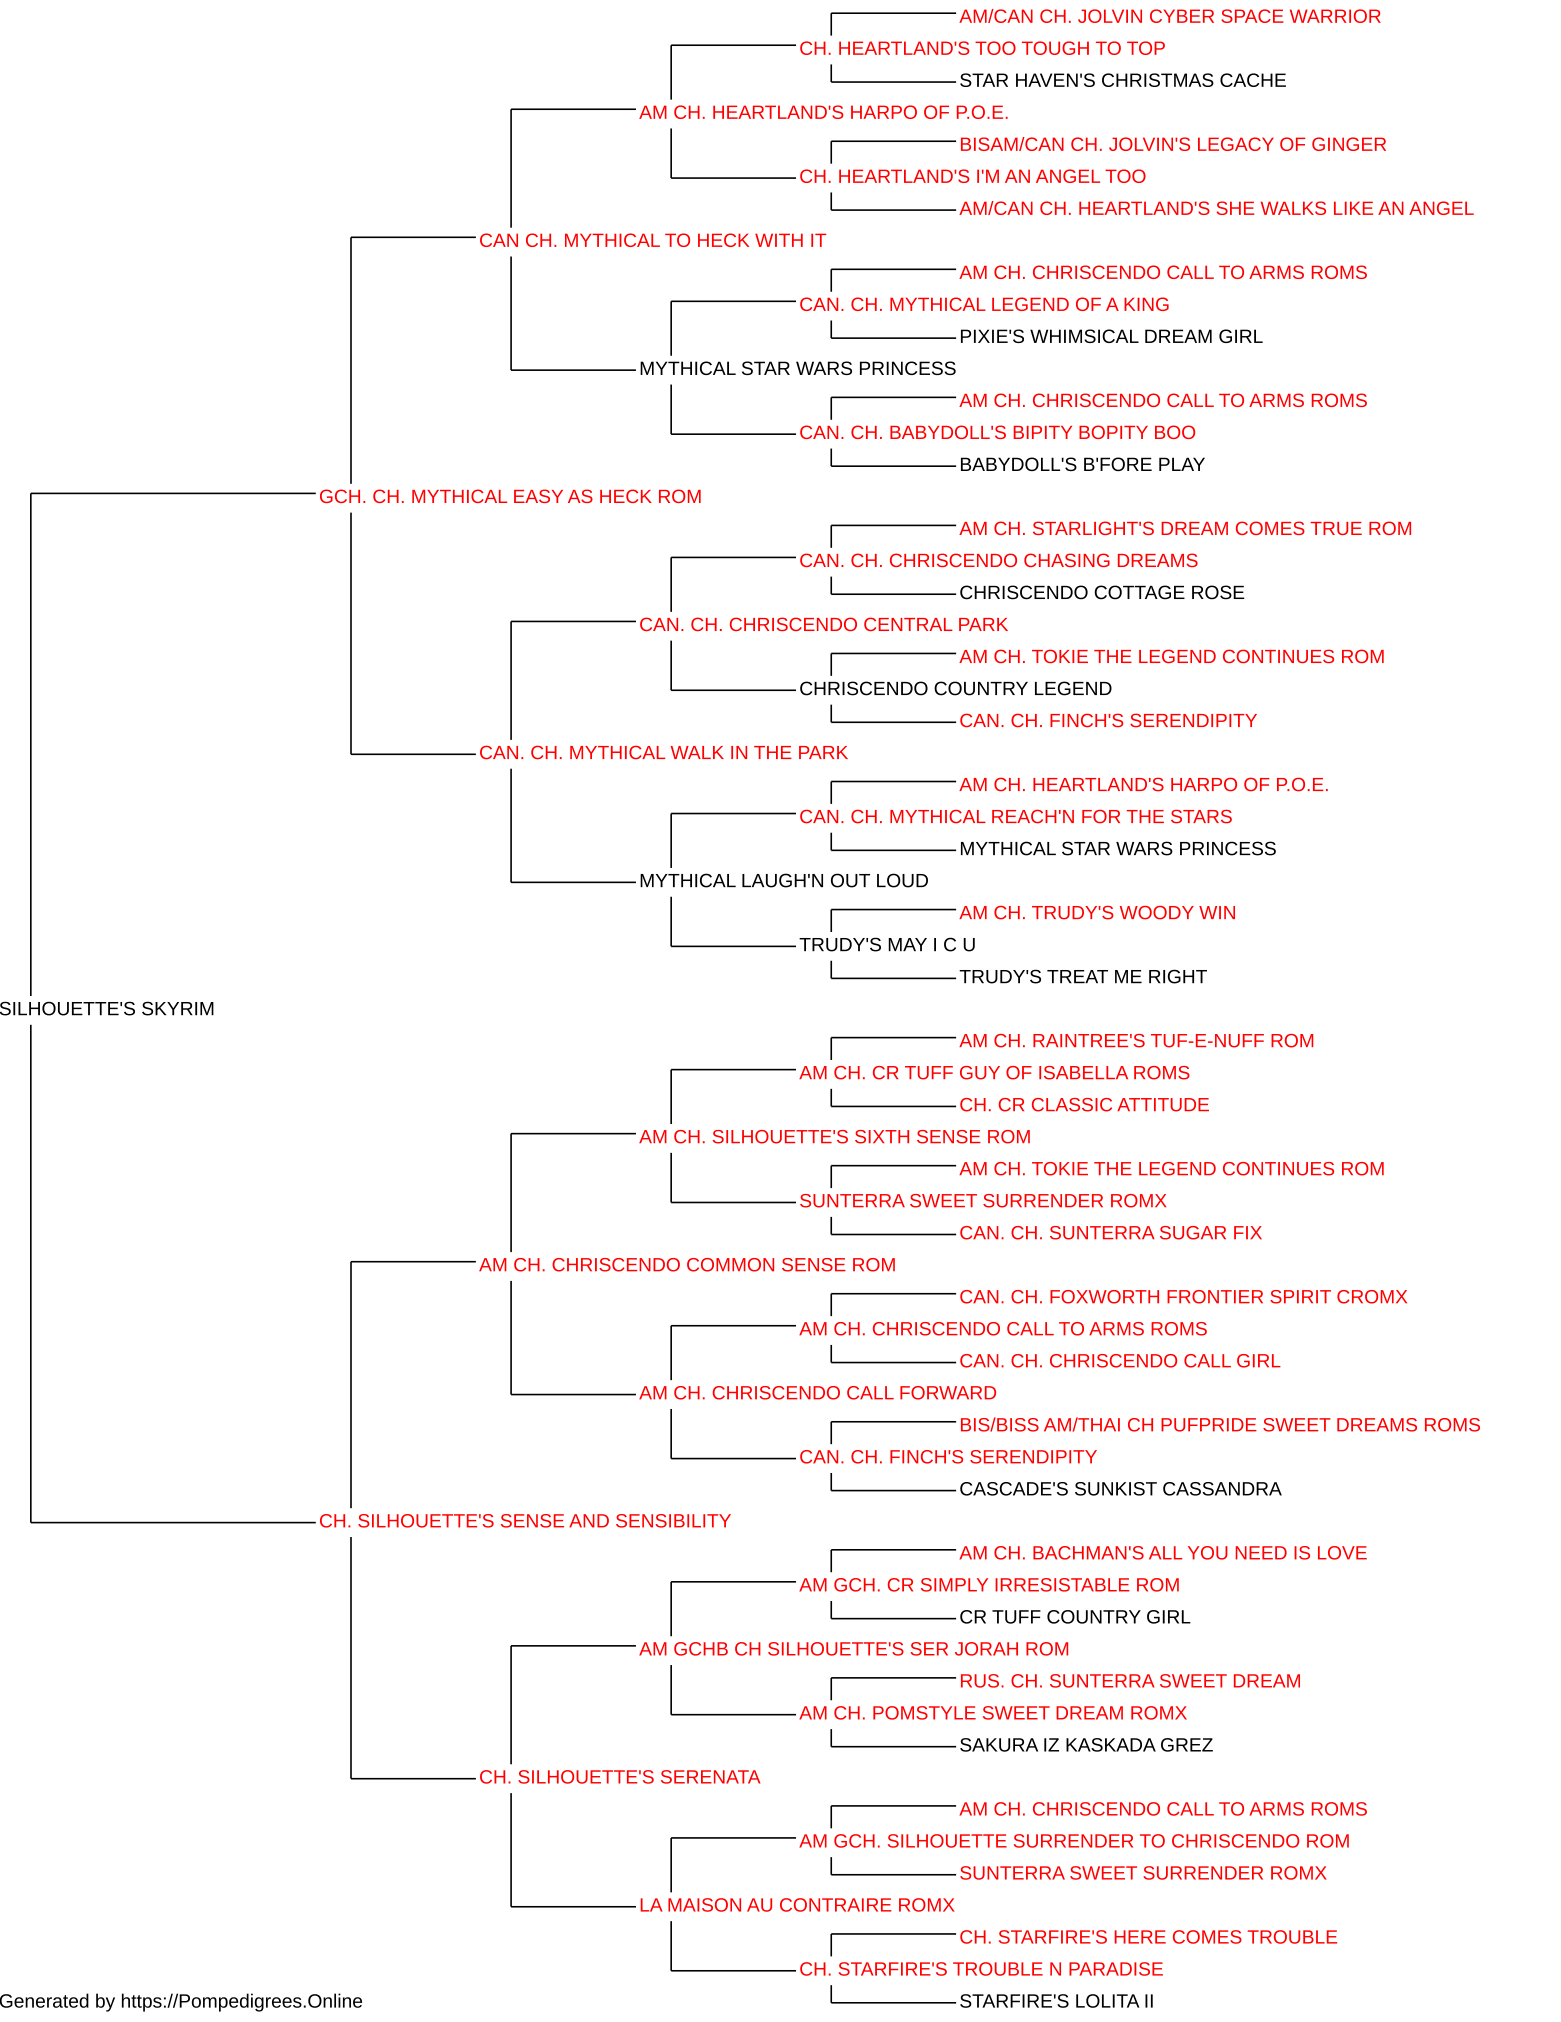 AM/CAN CH. JOLVIN CYBER SPACE WARRIOR
CH. HEARTLAND'S TOO TOUGH TO TOP
STAR HAVEN'S CHRISTMAS CACHE
AM CH. HEARTLAND'S HARPO OF P.O.E.
BISAM/CAN CH. JOLVIN'S LEGACY OF GINGER
CH. HEARTLAND'S I'M AN ANGEL TOO
AM/CAN CH. HEARTLAND'S SHE WALKS LIKE AN ANGEL
CAN CH. MYTHICAL TO HECK WITH IT
AM CH. CHRISCENDO CALL TO ARMS ROMS
CAN. CH. MYTHICAL LEGEND OF A KING
PIXIE'S WHIMSICAL DREAM GIRL
MYTHICAL STAR WARS PRINCESS
AM CH. CHRISCENDO CALL TO ARMS ROMS
CAN. CH. BABYDOLL'S BIPITY BOPITY BOO
BABYDOLL'S B'FORE PLAY
GCH. CH. MYTHICAL EASY AS HECK ROM
AM CH. STARLIGHT'S DREAM COMES TRUE ROM
CAN. CH. CHRISCENDO CHASING DREAMS
CHRISCENDO COTTAGE ROSE
CAN. CH. CHRISCENDO CENTRAL PARK
AM CH. TOKIE THE LEGEND CONTINUES ROM
CHRISCENDO COUNTRY LEGEND
CAN. CH. FINCH'S SERENDIPITY
CAN. CH. MYTHICAL WALK IN THE PARK
AM CH. HEARTLAND'S HARPO OF P.O.E.
CAN. CH. MYTHICAL REACH'N FOR THE STARS
MYTHICAL STAR WARS PRINCESS
MYTHICAL LAUGH'N OUT LOUD
AM CH. TRUDY'S WOODY WIN
TRUDY'S MAY I C U
TRUDY'S TREAT ME RIGHT
SILHOUETTE'S SKYRIM
AM CH. RAINTREE'S TUF-E-NUFF ROM
AM CH. CR TUFF GUY OF ISABELLA ROMS
CH. CR CLASSIC ATTITUDE
AM CH. SILHOUETTE'S SIXTH SENSE ROM
AM CH. TOKIE THE LEGEND CONTINUES ROM
SUNTERRA SWEET SURRENDER ROMX
CAN. CH. SUNTERRA SUGAR FIX
AM CH. CHRISCENDO COMMON SENSE ROM
CAN. CH. FOXWORTH FRONTIER SPIRIT CROMX
AM CH. CHRISCENDO CALL TO ARMS ROMS
CAN. CH. CHRISCENDO CALL GIRL
AM CH. CHRISCENDO CALL FORWARD
BIS/BISS AM/THAI CH PUFPRIDE SWEET DREAMS ROMS
CAN. CH. FINCH'S SERENDIPITY
CASCADE'S SUNKIST CASSANDRA
CH. SILHOUETTE'S SENSE AND SENSIBILITY
AM CH. BACHMAN'S ALL YOU NEED IS LOVE
AM GCH. CR SIMPLY IRRESISTABLE ROM
CR TUFF COUNTRY GIRL
AM GCHB CH SILHOUETTE'S SER JORAH ROM
RUS. CH. SUNTERRA SWEET DREAM
AM CH. POMSTYLE SWEET DREAM ROMX
SAKURA IZ KASKADA GREZ
CH. SILHOUETTE'S SERENATA
AM CH. CHRISCENDO CALL TO ARMS ROMS
AM GCH. SILHOUETTE SURRENDER TO CHRISCENDO ROM
SUNTERRA SWEET SURRENDER ROMX
LA MAISON AU CONTRAIRE ROMX
CH. STARFIRE'S HERE COMES TROUBLE
CH. STARFIRE'S TROUBLE N PARADISE
STARFIRE'S LOLITA II
Generated by https://Pompedigrees.Online